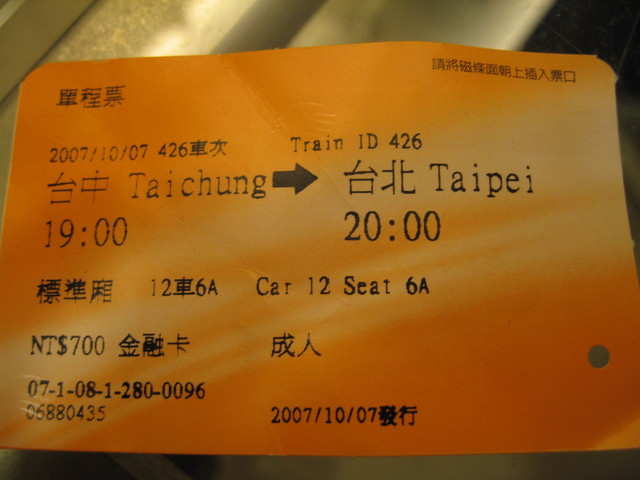 請將磁條面朝上插入票口
單程票
2007/10/07 426車次 Train ID 426
台中 Taichung → 台北 Taipei
19:00 20:00
標準廂 12車6A Car 12 Seat 6A
NT$700 金融卡 成人
07-1-08-1-280-0096
06880435 2007/10/07發行